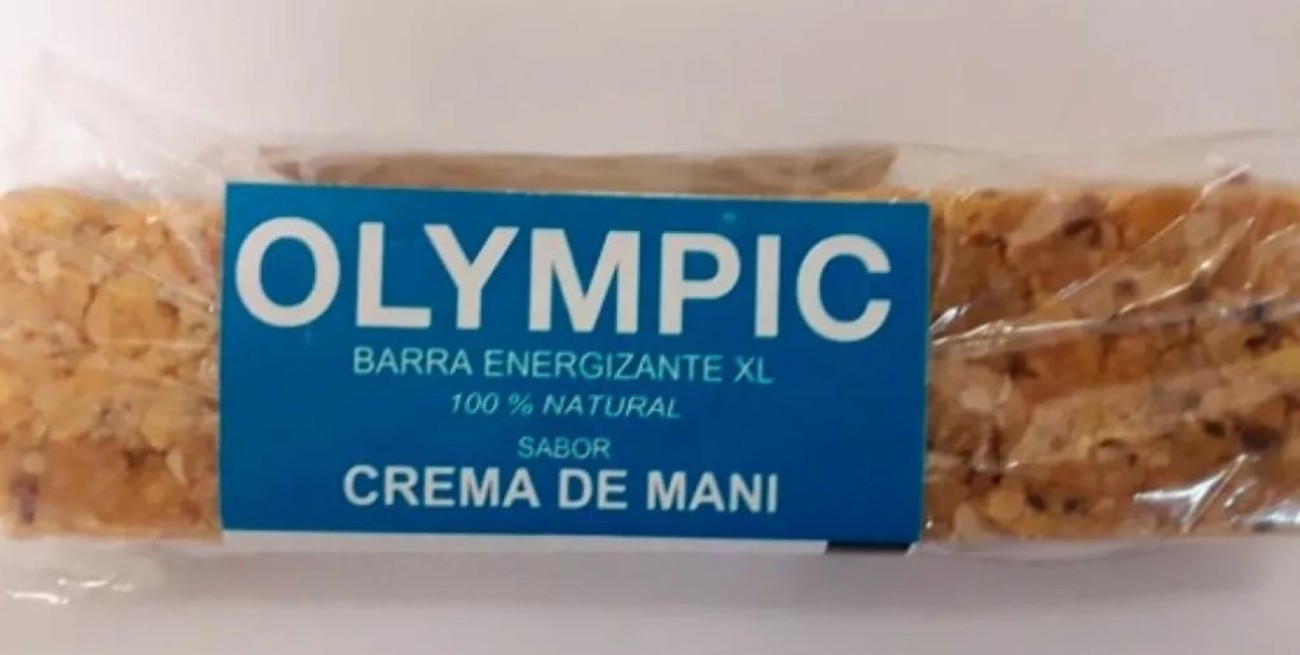 OLYMPIC
BARRA ENERGIZANTE XL
100 % NATURAL
SABOR
CREMA DE MANI